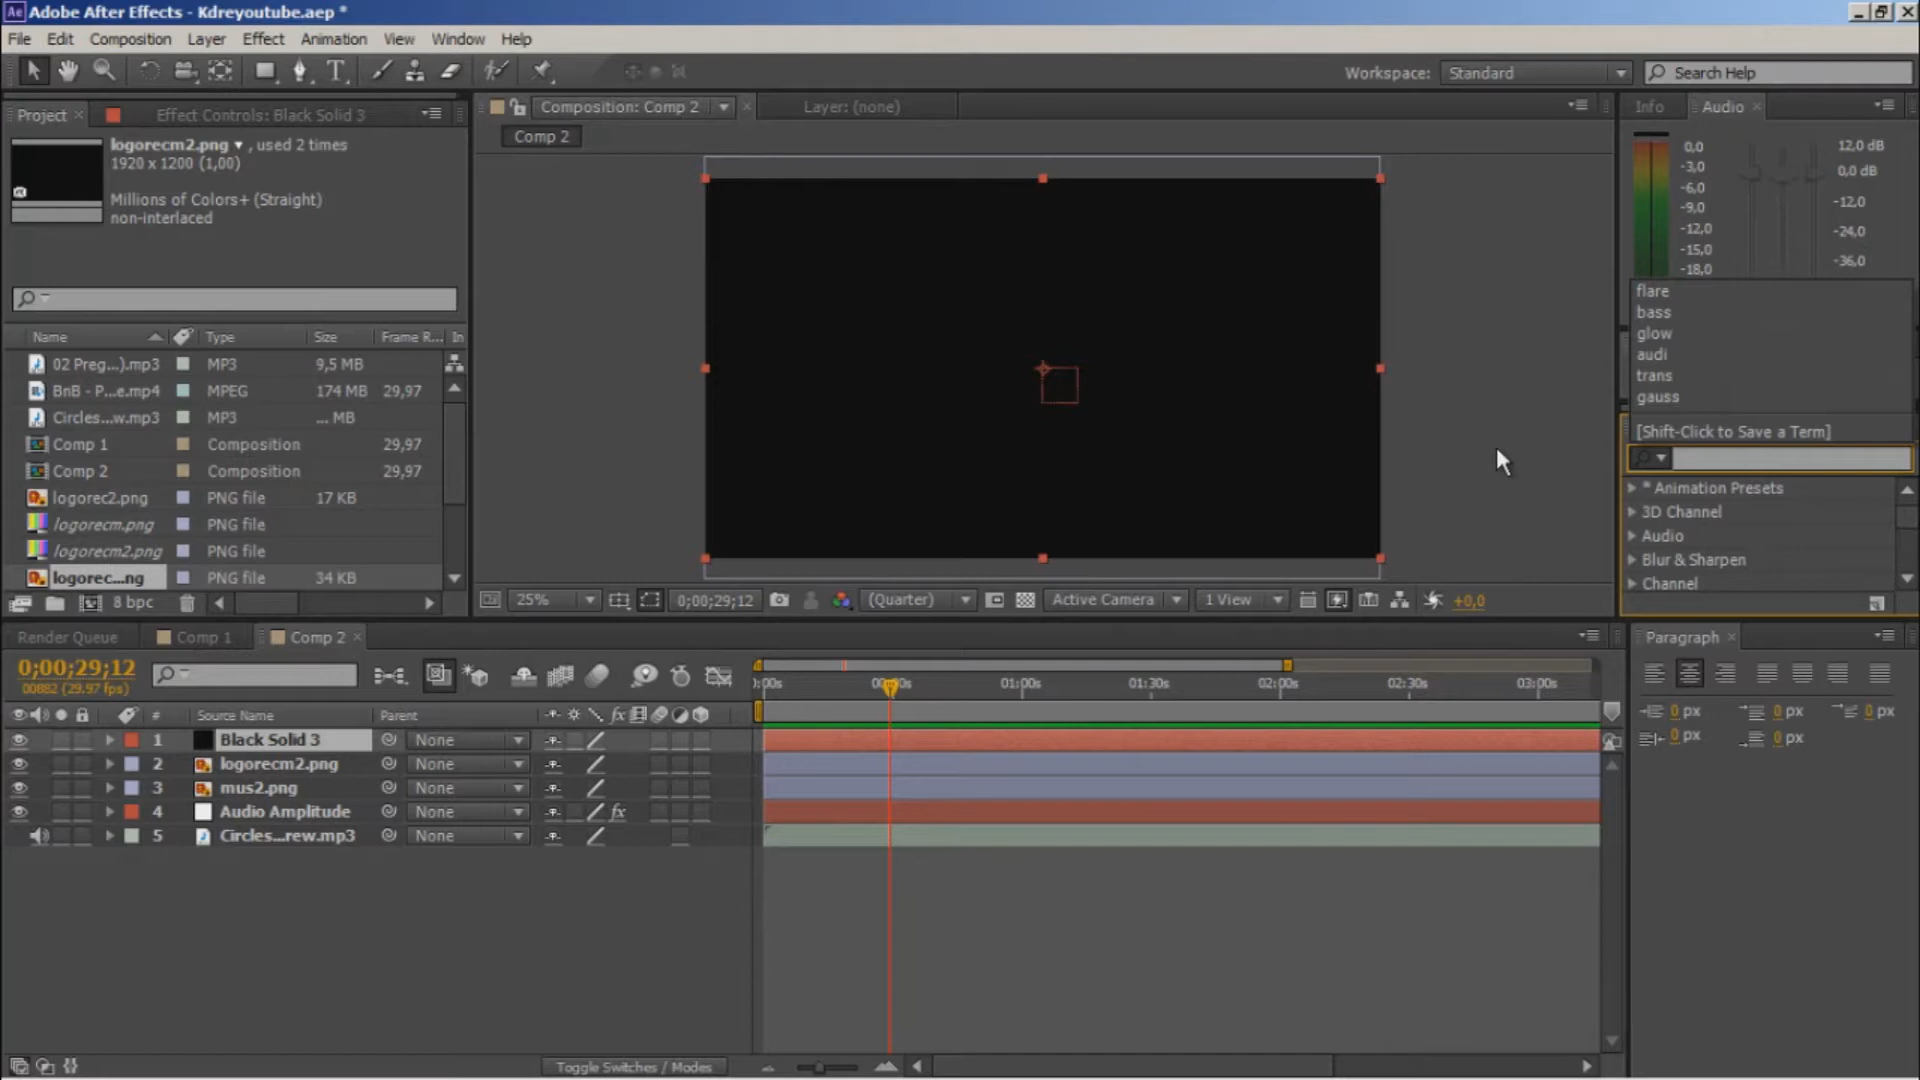 Adobe After Effects - Kdreyoutube.aep *
File Edit Composition Layer Effect Animation View Window Help
Workspace: Standard Search Help
Project Effect Controls: Black Solid 3
Composition: Comp 2 Layer: (none)
Info Audio
Comp 2
logorecm2.png , used 2 times
1920 x 1200 (1,00)
Millions of Colors+ (Straight)
non-interlaced
0,0 12,0 dB
-3,0 0,0 dB
-6,0
-9,0 -12,0
-12,0 -24,0
-15,0 -36,0
-18,0
flare
bass
glow
audi
trans
gauss
[Shift-Click to Save a Term]
* Animation Presets
3D Channel
Audio
Blur & Sharpen
Channel
Name Type Size Frame R... In
02 Preg...).mp3 MP3 9,5 MB
BnB - P...e.mp4 MPEG 174 MB 29,97
Circles...w.mp3 MP3 ... MB
Comp 1 Composition 29,97
Comp 2 Composition 29,97
logorec2.png PNG file 17 KB
logorecm.png PNG file
logorecm2.png PNG file
logorec...ng PNG file 34 KB
8 bpc
25% 0;00;29;12 (Quarter) Active Camera 1 View +0,0
Render Queue Comp 1 Comp 2
Paragraph
0;00;29;12
00882 (29.97 fps)
01:00s 01:30s 02:00s 02:30s 03:00s
# Source Name Parent
1 Black Solid 3 None
2 logorecm2.png None
3 mus2.png None
4 Audio Amplitude None fx
5 Circles...rew.mp3 None
0 px 0 px 0 px
0 px 0 px
Toggle Switches / Modes